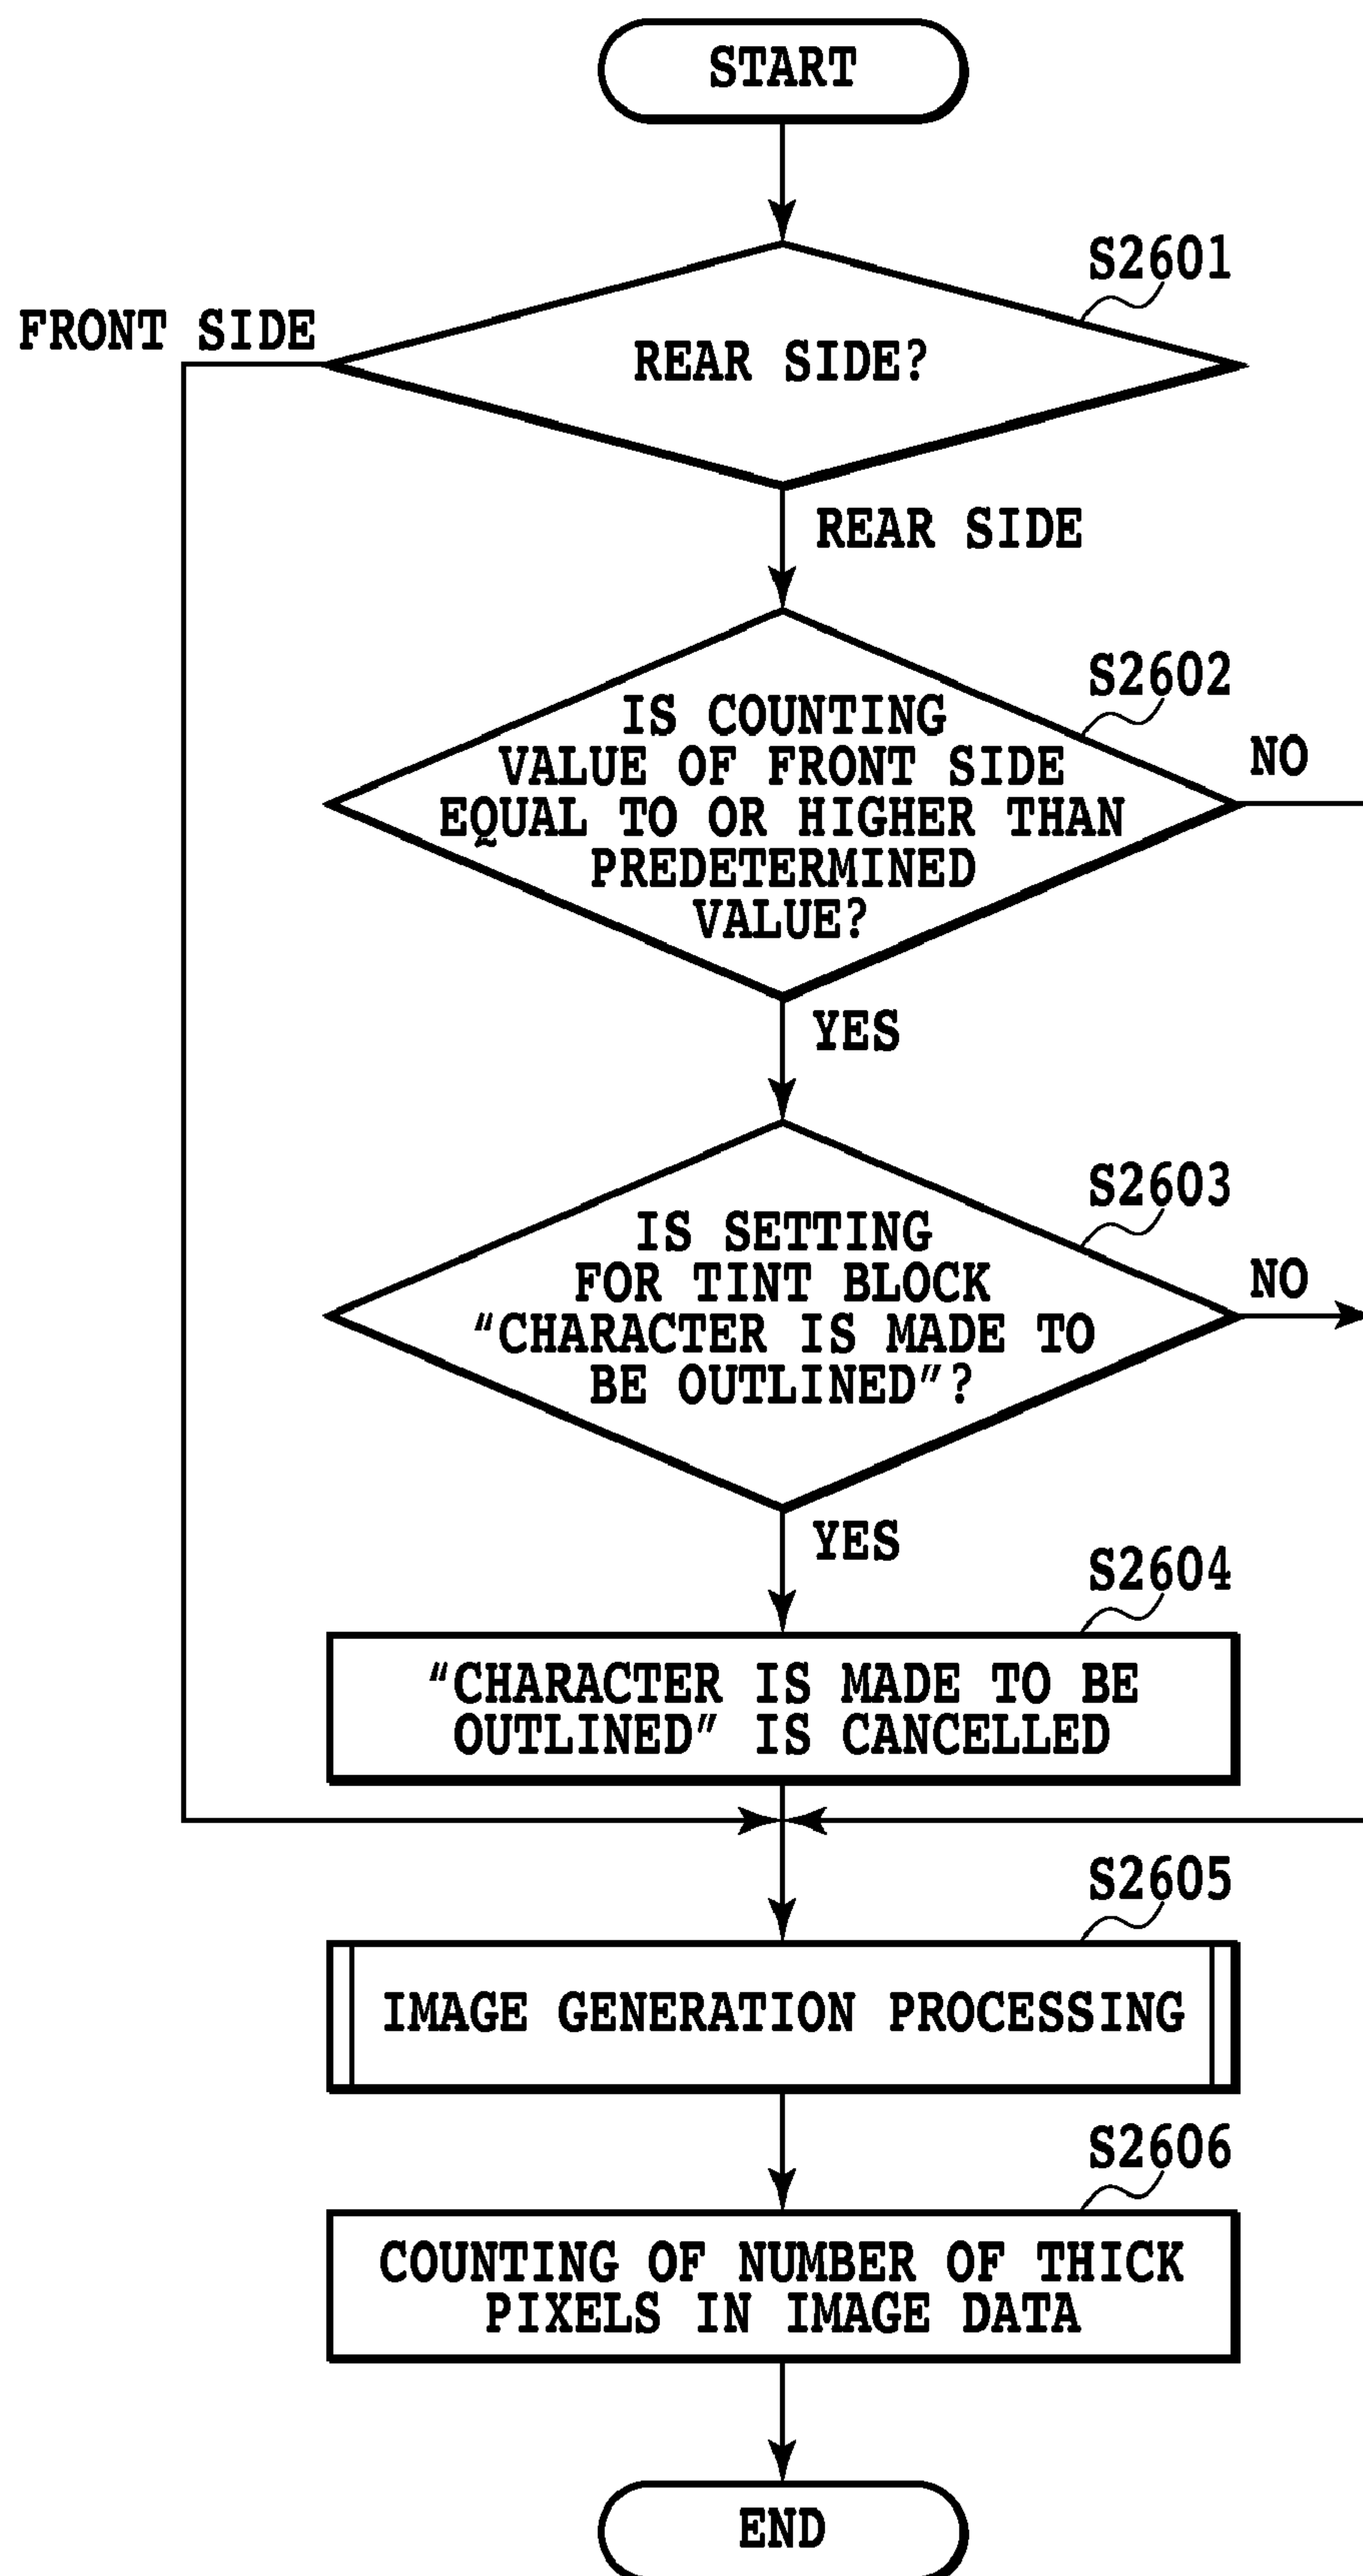 START
S2601
FRONT SIDE
REAR SIDE?
REAR SIDE
S2602
IS COUNTING
VALUE OF FRONT SIDE
EQUAL TO OR HIGHER THAN
PREDETERMINED
VALUE?
NO
YES
S2603
IS SETTING
FOR TINT BLOCK
“CHARACTER IS MADE TO
BE OUTLINED”?
NO
YES
S2604
“CHARACTER IS MADE TO BE
OUTLINED” IS CANCELLED
S2605
IMAGE GENERATION PROCESSING
S2606
COUNTING OF NUMBER OF THICK
PIXELS IN IMAGE DATA
END